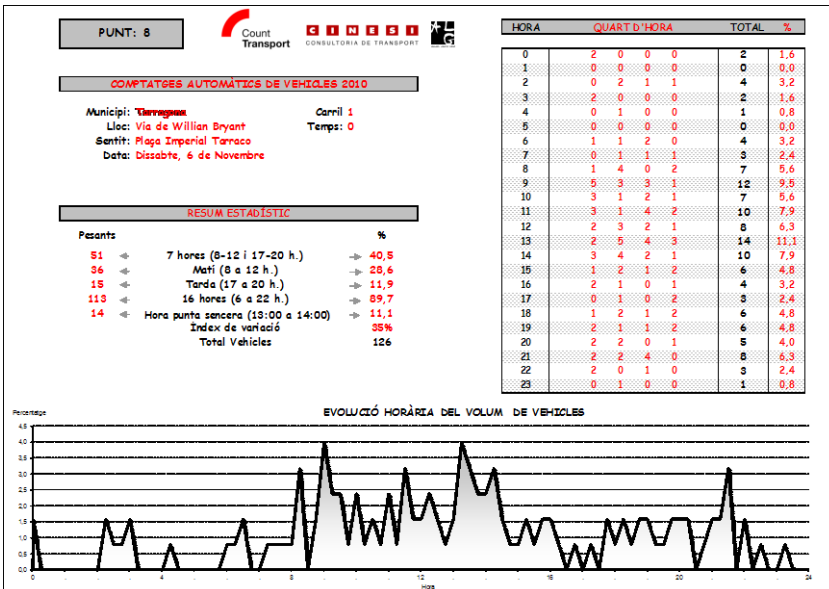 PUNT: 8
Count
Transport
CINESI
CONSULTORIA DE TRANSPORT
COMPTATGES AUTOMÀTICS DE VEHICLES 2010
Municipi: Tarragona Carril 1
Lloc: Via de Willian Bryant Temps: 0
Sentit: Plaça Imperial Tarraco
Data: Dissabte, 6 de Novembre
RESUM ESTADÍSTIC
Pesants %
51 7 hores (8-12 i 17-20 h.) 40,5
36 Matí (8 a 12 h.) 28,6
15 Tarda (17 a 20 h.) 11,9
113 16 hores (6 a 22 h.) 89,7
14 Hora punta sencera (13:00 a 14:00) 11,1
Índex de variació 35%
Total Vehicles 126
HORA QUART D'HORA TOTAL %
0 2 0 0 0 2 1,6
1 0 0 0 0 0 0,0
2 0 2 1 1 4 3,2
3 2 0 0 0 2 1,6
4 0 1 0 0 1 0,8
5 0 0 0 0 0 0,0
6 1 1 2 0 4 3,2
7 0 1 1 1 3 2,4
8 1 4 0 2 7 5,6
9 5 3 3 1 12 9,5
10 3 1 2 1 7 5,6
11 3 1 4 2 10 7,9
12 2 3 2 1 8 6,3
13 2 5 4 3 14 11,1
14 3 4 2 1 10 7,9
15 1 2 1 2 6 4,8
16 2 1 0 1 4 3,2
17 0 1 0 2 3 2,4
18 1 2 1 2 6 4,8
19 2 1 1 2 6 4,8
20 2 2 0 1 5 4,0
21 2 2 4 0 8 6,3
22 2 0 1 0 3 2,4
23 0 1 0 0 1 0,8
EVOLUCIÓ HORÀRIA DEL VOLUM DE VEHICLES
Percentatge
4,5
4,0
3,5
3,0
2,5
2,0
1,5
1,0
0,5
0,0
0 4 8 12 16 20 24
Hora